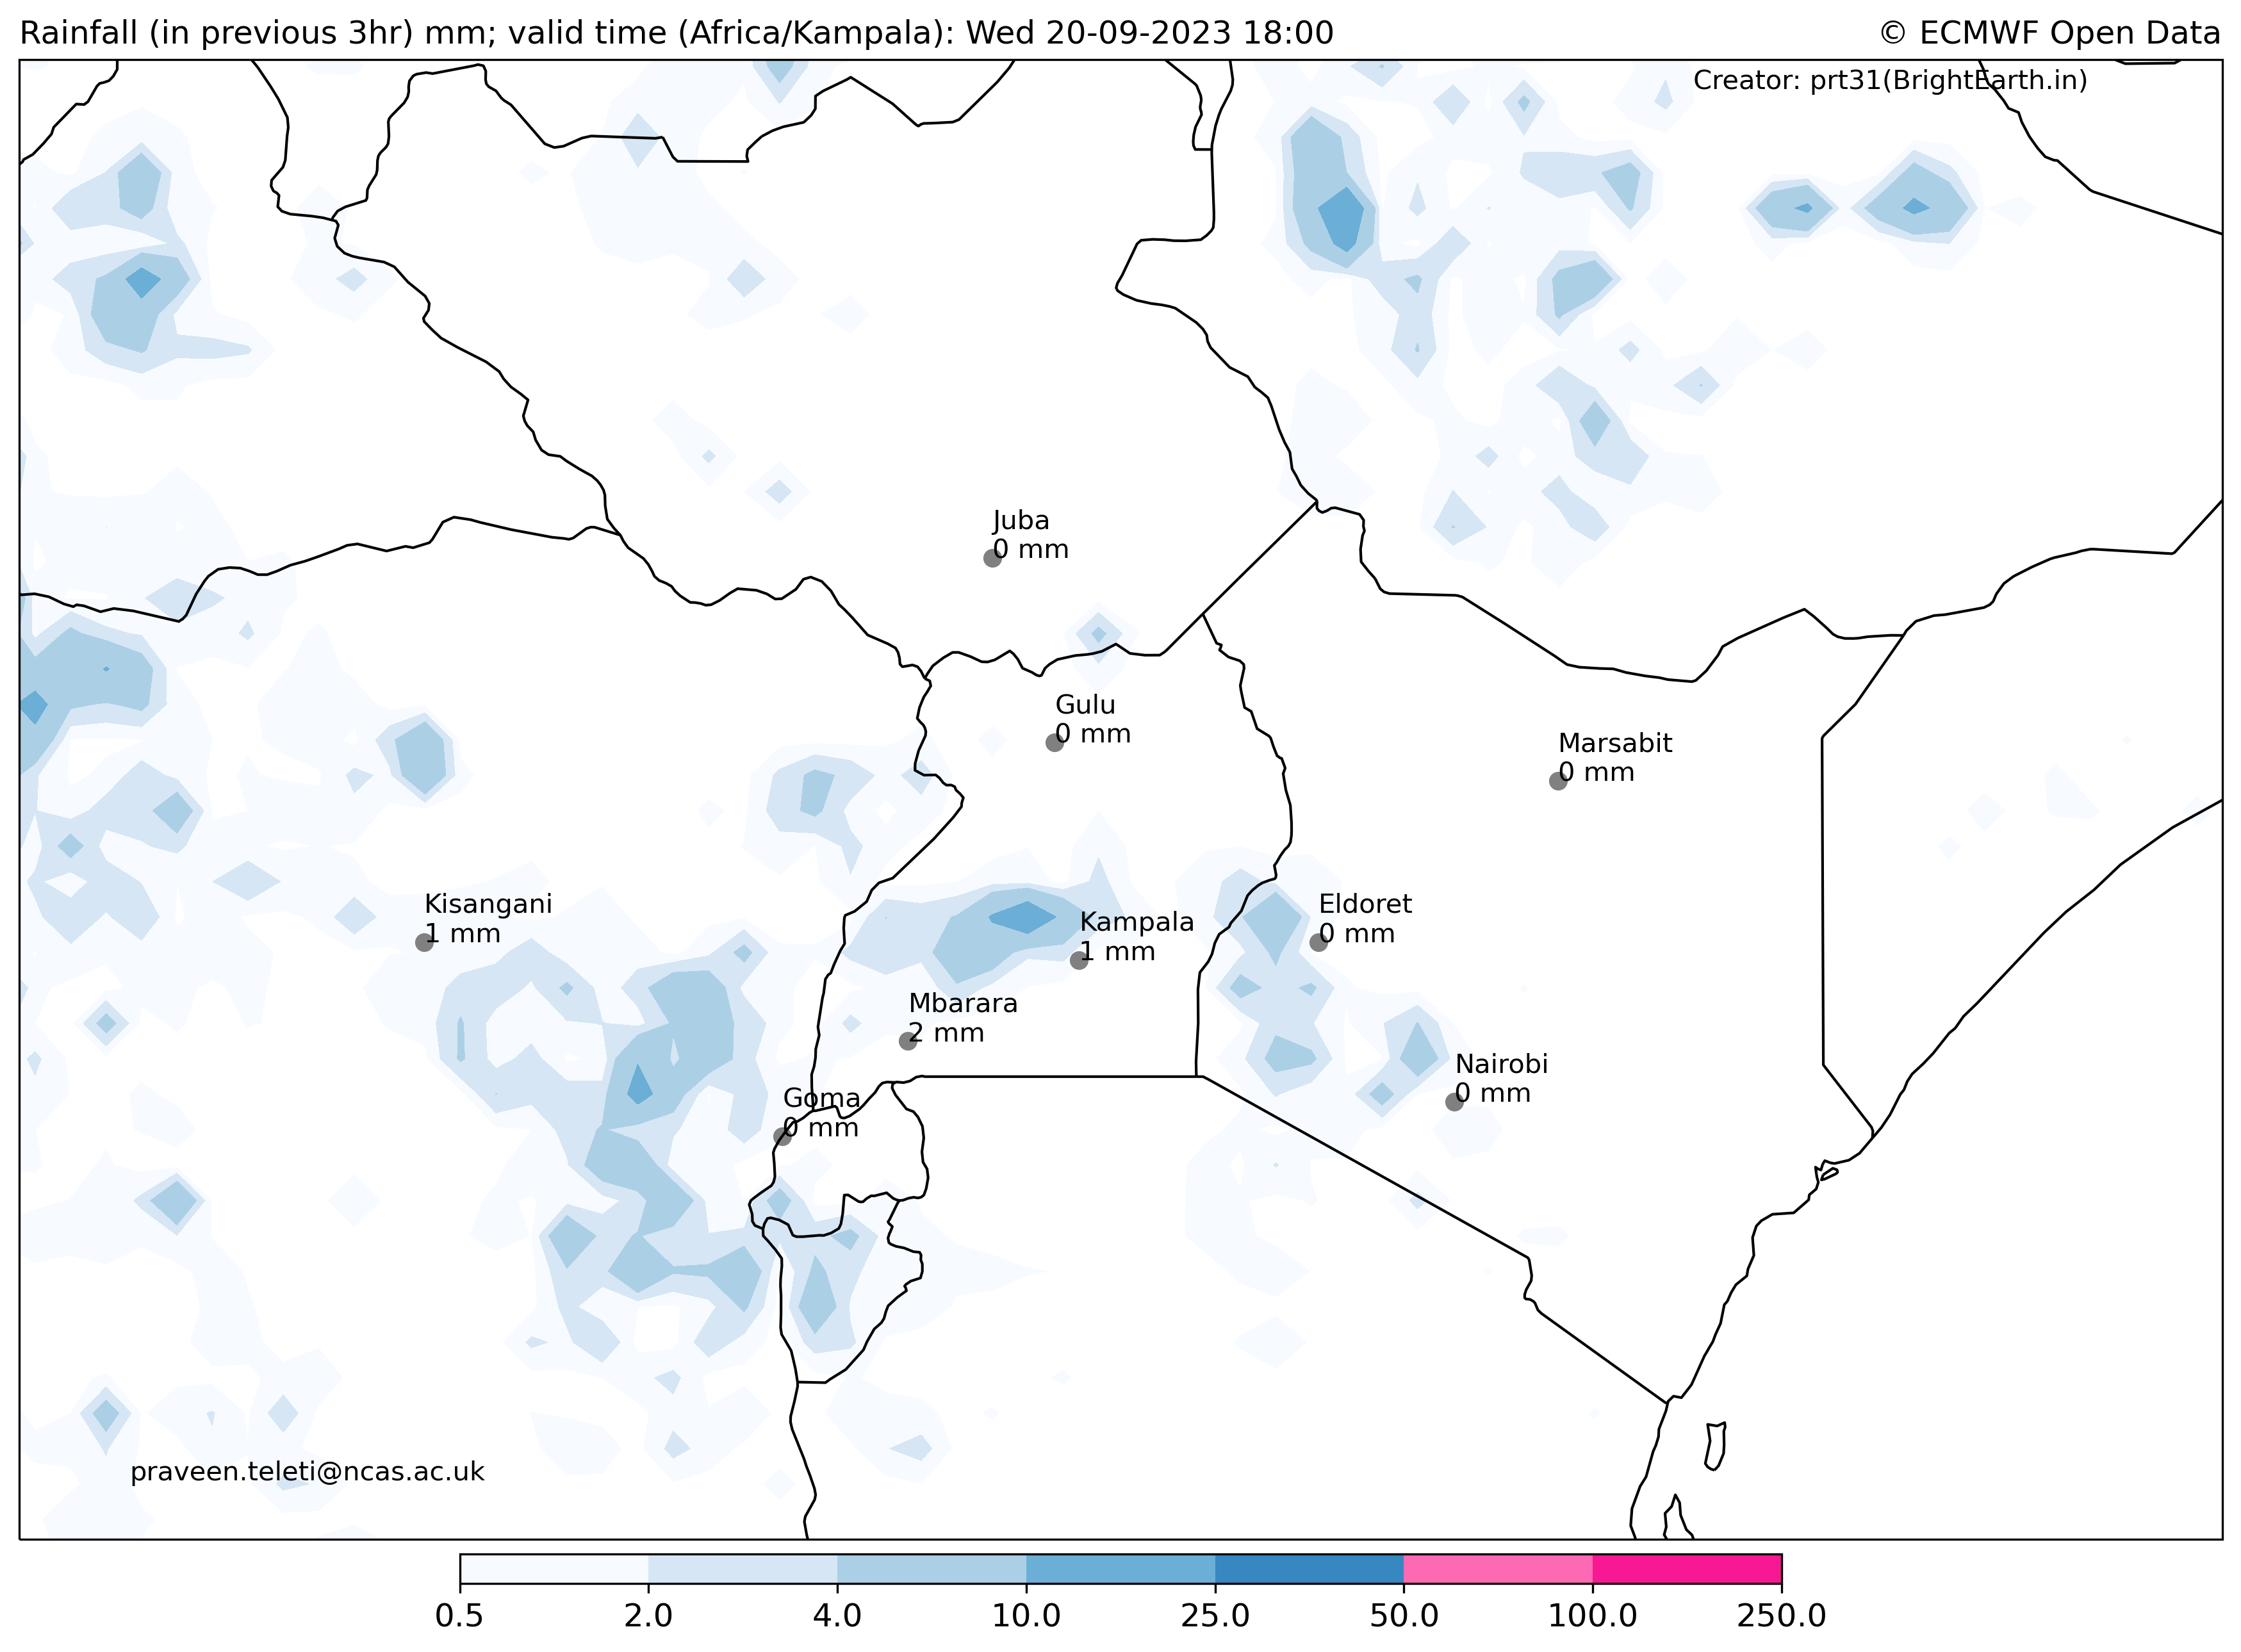 Rainfall (in previous 3hr) mm; valid time (Africa/Kampala): Wed 20-09-2023 18:00
© ECMWF Open Data
Creator: prt31(BrightEarth.in)
Juba
0 mm
Gulu
0 mm
Marsabit
0 mm
Kisangani
1 mm
Kampala
1 mm
Eldoret
0 mm
Mbarara
2 mm
Nairobi
0 mm
Goma
0 mm
praveen.teleti@ncas.ac.uk
0.5 2.0 4.0 10.0 25.0 50.0 100.0 250.0